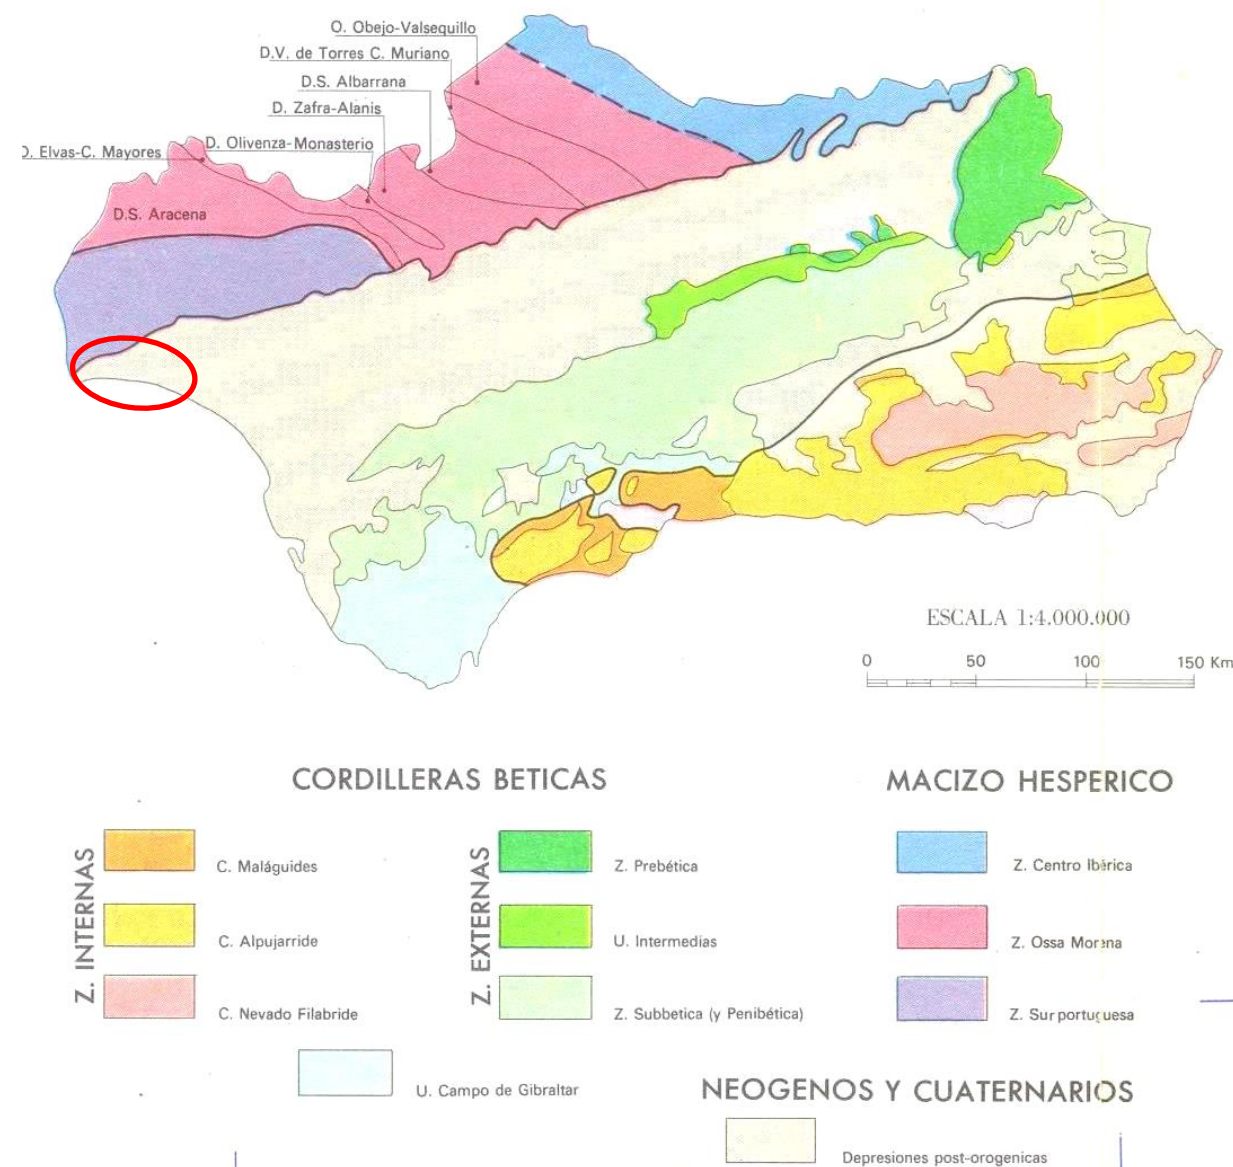 O. Obejo-Valsequillo
D.V. de Torres C. Muriano
D.S. Albarrana
D. Zafra-Alanis
D. Olivenza-Monasterio
D. Elvas-C. Mayores
D.S. Aracena
ESCALA 1:4.000.000
0 50 100 150 Km
CORDILLERAS BETICAS
Z. INTERNAS
C. Maláguides
C. Alpujarride
C. Nevado Filabride
Z. EXTERNAS
Z. Prebética
U. Intermedias
Z. Subbetica (y Penibética)
U. Campo de Gibraltar
MACIZO HESPERICO
Z. Centro Ibérica
Z. Ossa Morena
Z. Sur portuguesa
NEOGENOS Y CUATERNARIOS
Depresiones post-orogenicas